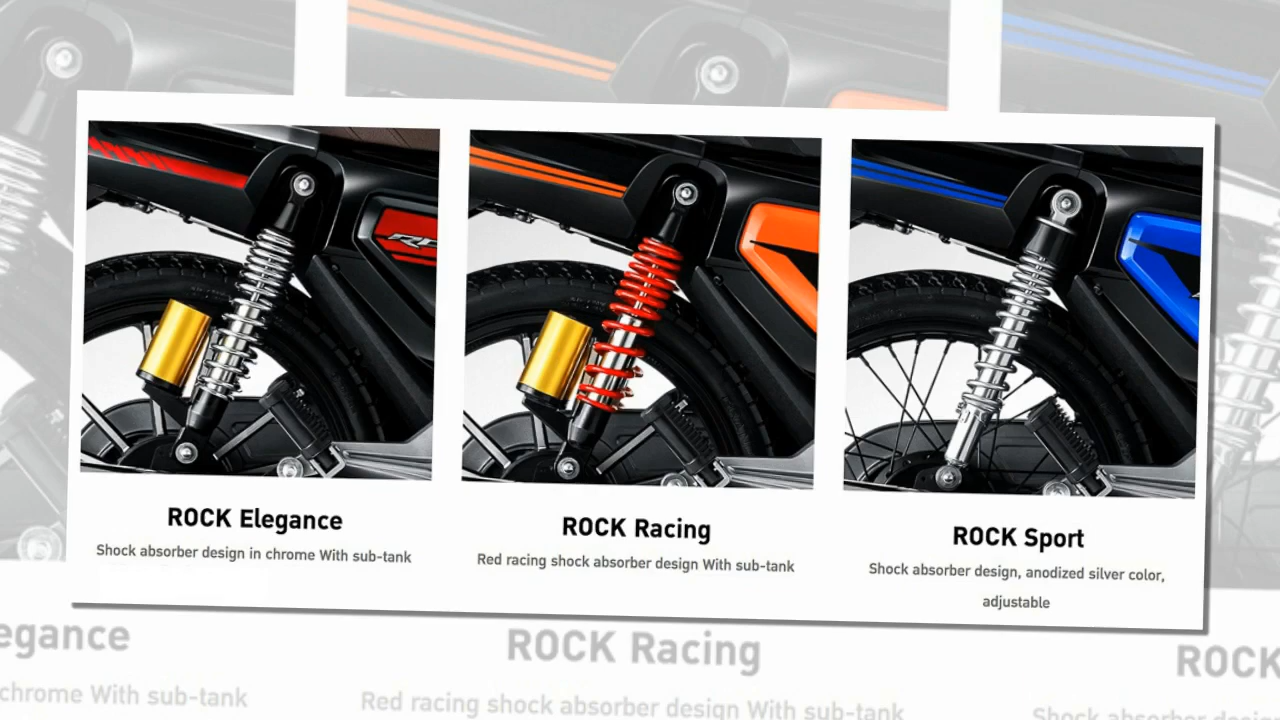 ROCK Elegance
Shock absorber design in chrome With sub-tank
ROCK Racing
Red racing shock absorber design With sub-tank
ROCK Sport
Shock absorber design, anodized silver color,
adjustable
egance
ROCK Racing
ROCK
chrome With sub-tank
Red racing shock absorber design With sub-tank